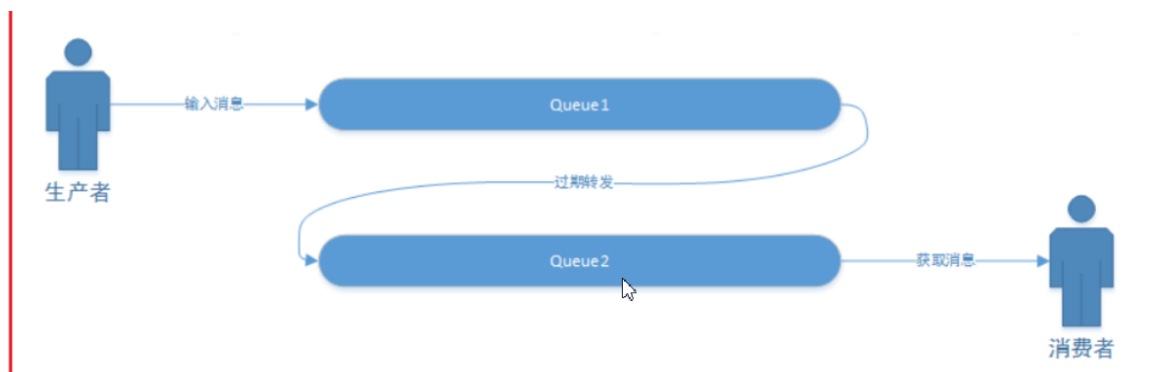 输入消息
Queue1
生产者
过期转发
Queue2
获取消息
消费者